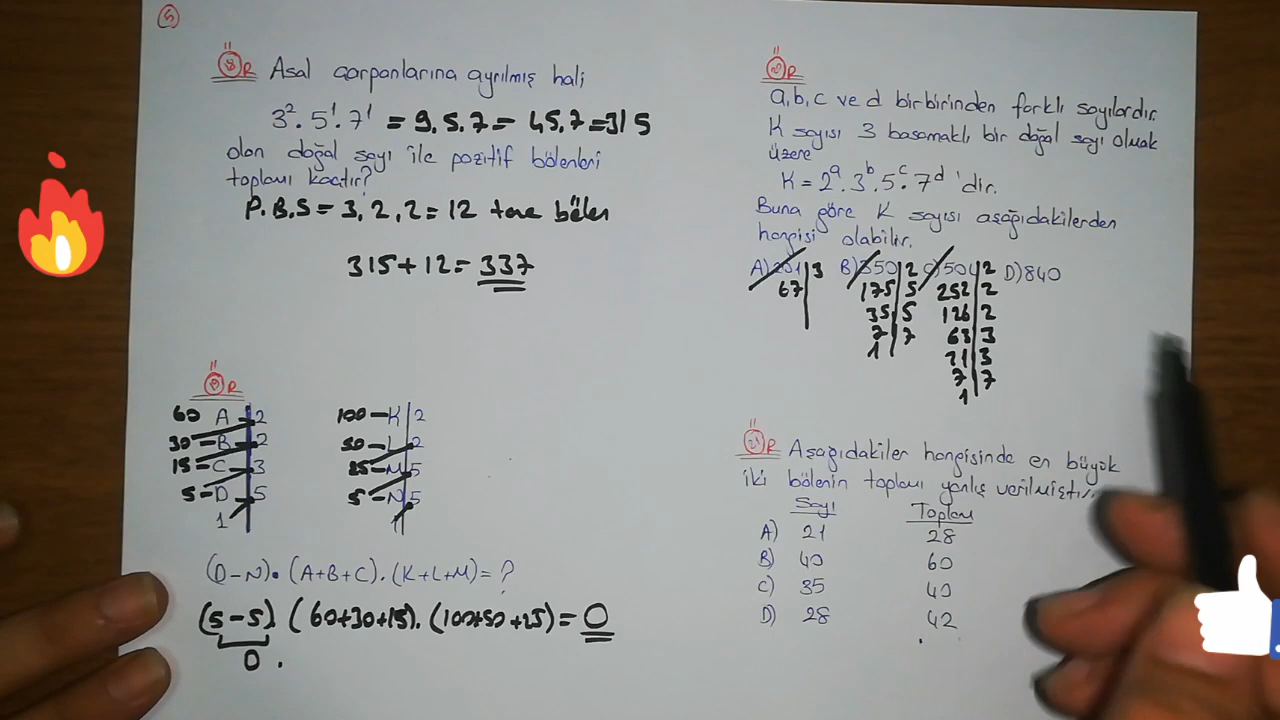 5
18
R Asal çarpanlarına ayrılmış hali
3².5¹.7¹ = 9.5.7= 45.7=315
olan doğal sayı ile pozitif bölenleri
toplamı kaçtır?
P.B.S = 3.2.2 = 12 tane bölen
315+12= 337
19
R
60 A 2
30 - B - 2
15 - C - 3
5 - D 5
1
100 - K 2
50 - L 2
25 - M 5
5 - N 5
1
(D-N).(A+B+C).(K+L+M)= ?
(5-5).(60+30+15).(100+50+25)= 0
0.
20
R
a,b,c ve d birbirinden farklı sayılardır.
K sayısı 3 basamaklı bir doğal sayı olmak
üzere
K = 2ᵃ.3ᵇ.5ᶜ.7ᵈ 'dir.
Buna göre K sayısı aşağıdakilerden
hangisi olabilir.
A) 201 3 B) 350 2 C) 504 2 D) 840
67 175 5 252 2
35 5 126 2
7 7 63 3
1 21 3
7 7
1
21
R Aşağıdakiler hangisinde en büyük
iki bölenin toplamı yanlış verilmiştir.
Sayı Toplam
A) 21 28
B) 40 60
C) 35 40
D) 28 42